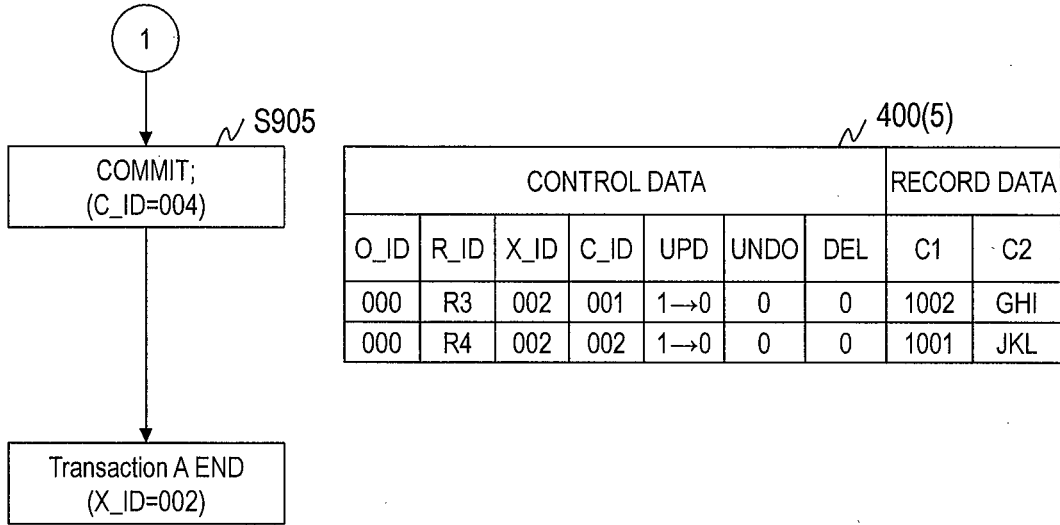 1
S905
COMMIT;
(C_ID=004)
400(5)
CONTROL DATA RECORD DATA
O_ID R_ID X_ID C_ID UPD UNDO DEL C1 C2
000 R3 002 001 1→0 0 0 1002 GHI
000 R4 002 002 1→0 0 0 1001 JKL
Transaction A END
(X_ID=002)